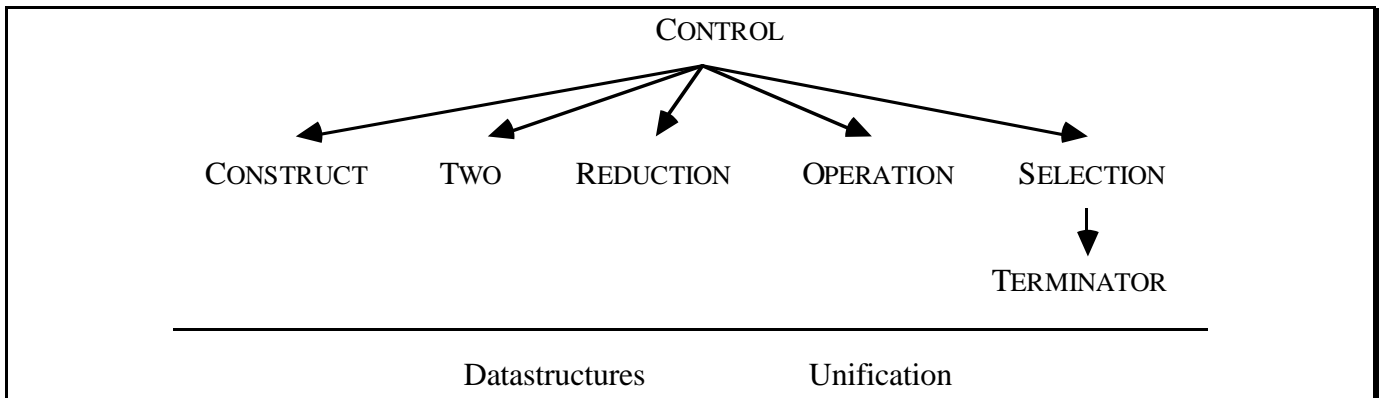 CONTROL
CONSTRUCT TWO REDUCTION OPERATION SELECTION
TERMINATOR
Datastructures Unification